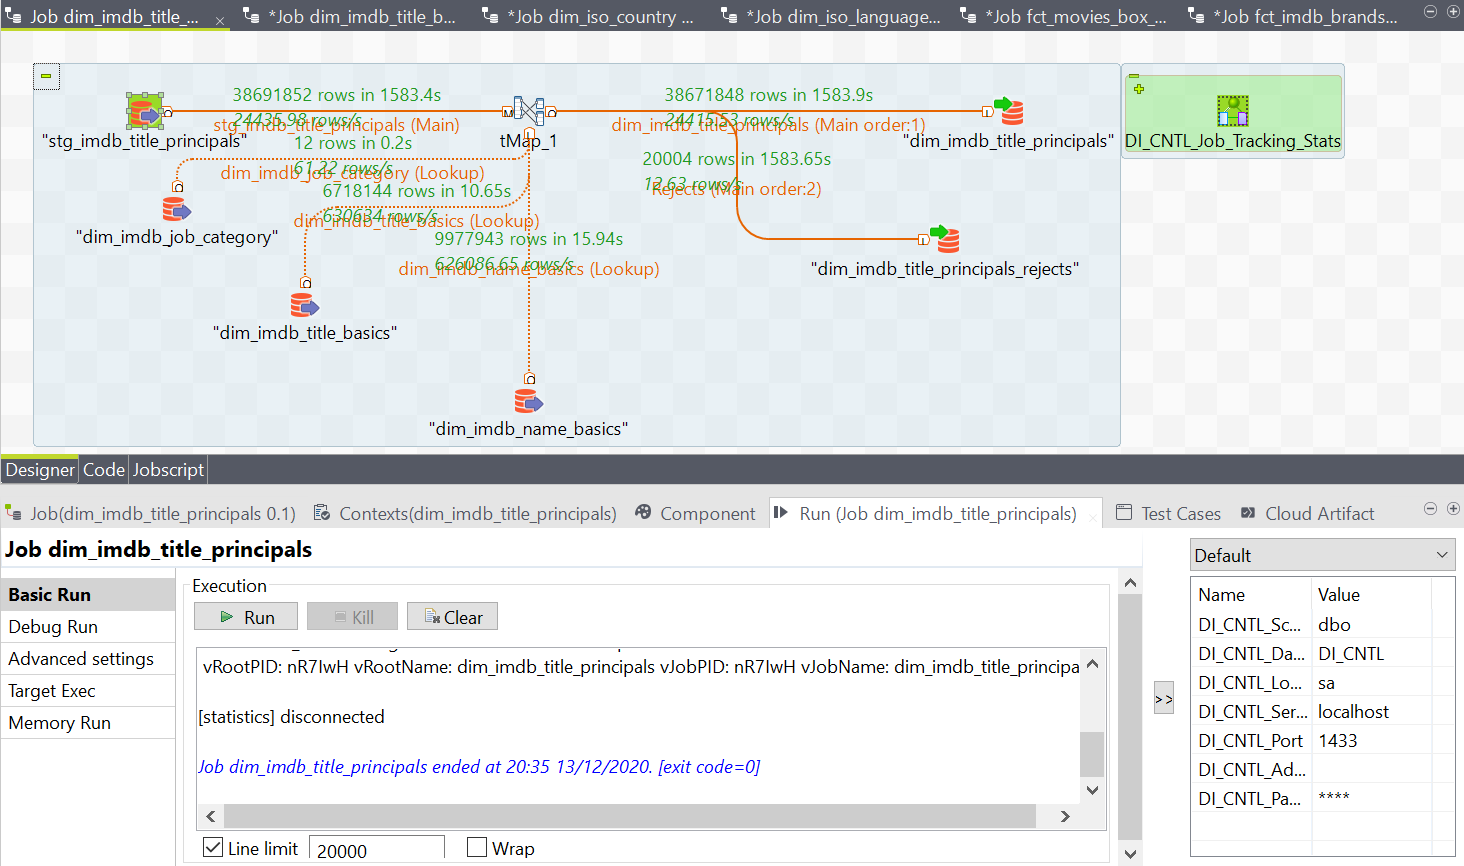 Job dim_imdb_title_...
*Job dim_imdb_title_b...
*Job dim_iso_country ...
*Job dim_iso_language...
*Job fct_movies_box_...
*Job fct_imdb_brands...
38691852 rows in 1583.4s
24435.98 rows/s
stg_imdb_title_principals (Main)
"stg_imdb_title_principals"
tMap_1
38671848 rows in 1583.9s
24415.53 rows/s
dim_imdb_title_principals (Main order:1)
"dim_imdb_title_principals"
DI_CNTL_Job_Tracking_Stats
12 rows in 0.2s
61.22 rows/s
dim_imdb_job_category (Lookup)
20004 rows in 1583.65s
12.63 rows/s
Rejects (Main order:2)
6718144 rows in 10.65s
630634 rows/s
dim_imdb_title_basics (Lookup)
"dim_imdb_job_category"
9977943 rows in 15.94s
626086.65 rows/s
dim_imdb_name_basics (Lookup)
"dim_imdb_title_principals_rejects"
"dim_imdb_title_basics"
"dim_imdb_name_basics"
Designer Code Jobscript
Job(dim_imdb_title_principals 0.1)
Contexts(dim_imdb_title_principals)
Component
Run (Job dim_imdb_title_principals)
Test Cases
Cloud Artifact
Job dim_imdb_title_principals
Default
Basic Run
Debug Run
Advanced settings
Target Exec
Memory Run
Execution
Run
Kill
Clear
vRootPID: nR7IwH vRootName: dim_imdb_title_principals vJobPID: nR7IwH vJobName: dim_imdb_title_principa
[statistics] disconnected
Job dim_imdb_title_principals ended at 20:35 13/12/2020. [exit code=0]
Line limit 20000
Wrap
>>
Name Value
DI_CNTL_Sc... dbo
DI_CNTL_Da... DI_CNTL
DI_CNTL_Lo... sa
DI_CNTL_Ser... localhost
DI_CNTL_Port 1433
DI_CNTL_Ad...
DI_CNTL_Pa... ****